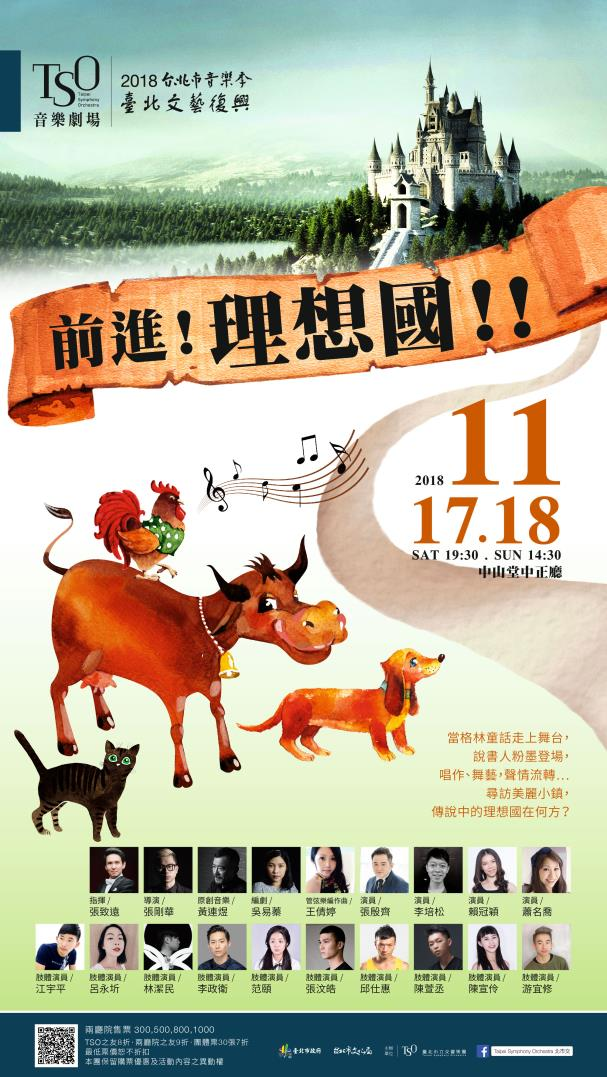 TSO
Taipei
Symphony
Orchestra
音樂劇場
2018 台北市音樂季
臺北文藝復興
前進！理想國！！
2018 11
17.18
SAT 19:30 . SUN 14:30
中山堂中正廳
當格林童話走上舞台，
說書人粉墨登場，
唱作、舞藝，聲情流轉…
尋訪美麗小鎮，
傳說中的理想國在何方？
指揮/ 導演/ 原創音樂/ 編劇/ 管弦樂編作曲/ 演員/ 演員/ 演員/ 演員/
張致遠 張剛華 黃連煜 吳易蓁 王倩婷 張殷齊 李培松 賴冠穎 蕭名喬
肢體演員/ 肢體演員/ 肢體演員/ 肢體演員/ 肢體演員/ 肢體演員/ 肢體演員/ 肢體演員/ 肢體演員/ 肢體演員/
江宇平 呂永圻 林潔民 李政衛 范頤 張汶皓 邱仕惠 陳萱丞 陳宣伶 游宜修
兩廳院售票 300,500,800,1000
TSO之友8折·兩廳院之友9折·團體票30張7折
最低票價恕不折扣
本團保留購票優惠及活動內容之異動權
臺北市政府 台北市文化局 主辦單位 TSO 臺北市立交響樂團 Taipei Symphony Orchestra 北市交